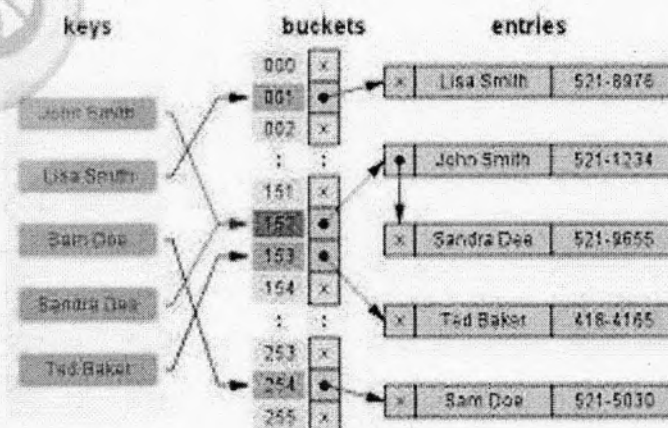 keys
buckets
entries
John Smith
Lisa Smith
Sam Doe
Sandra Dee
Ted Baker
000 x
001
002 x
: :
151 x
152
153
154 x
: :
253 x
254
255 x
x Lisa Smith 521-8976
John Smith 521-1234
x Sandra Dee 521-9655
x Ted Baker 418-4165
x Sam Doe 521-5030